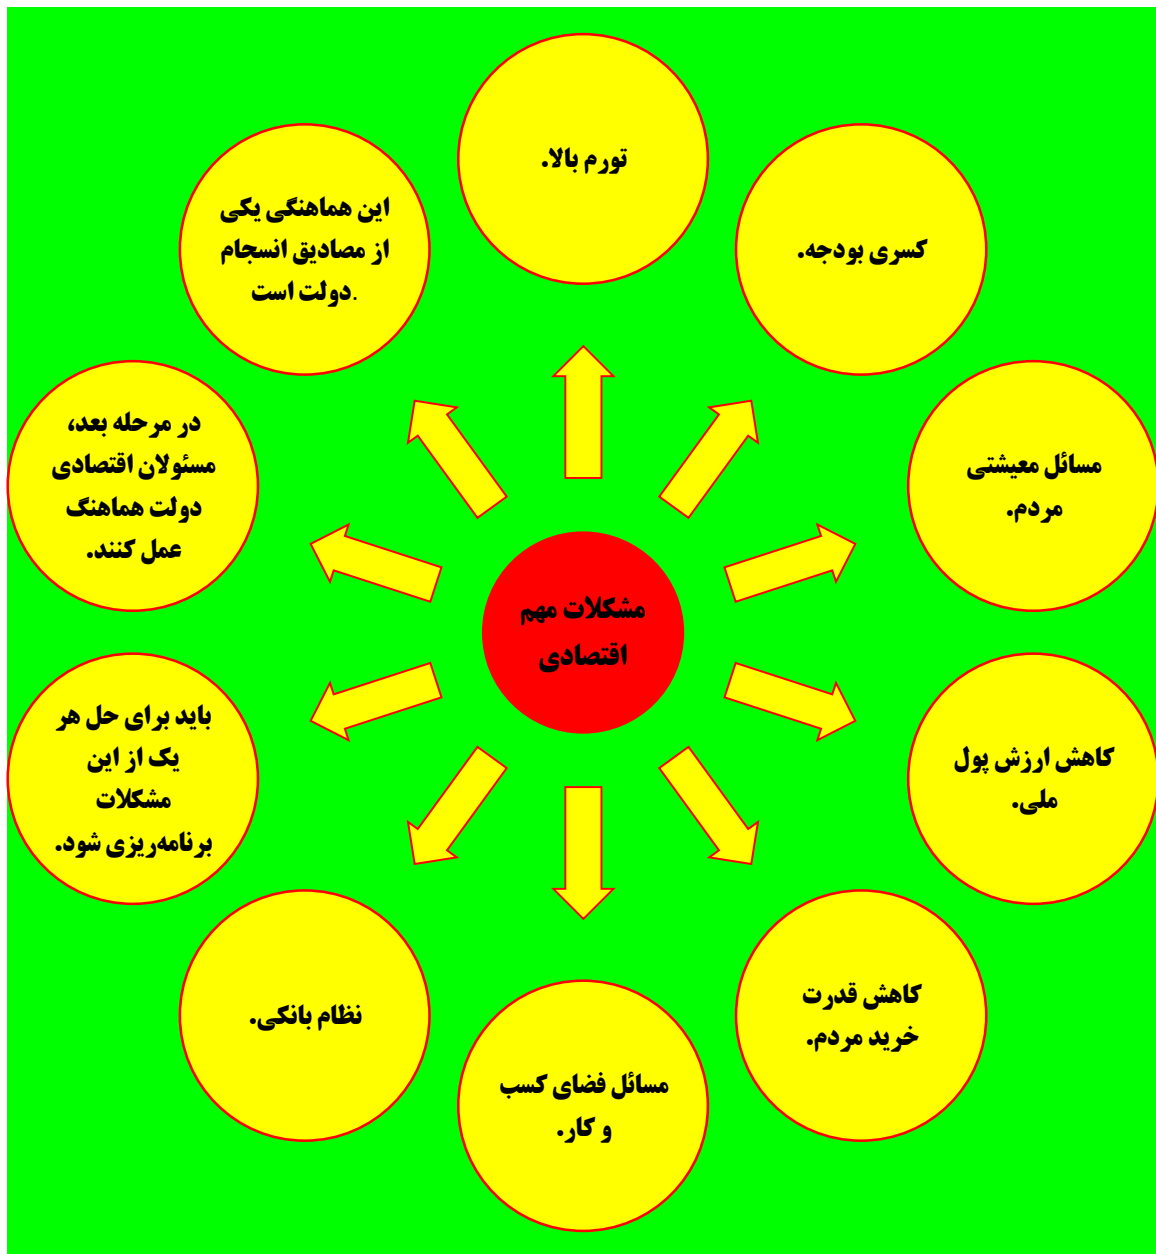 مشکلات مهم
اقتصادی
تورم بالا.
کسری بودجه.
مسائل معیشتی
مردم.
کاهش ارزش پول
ملی.
کاهش قدرت
خرید مردم.
مسائل فضای کسب
و کار.
نظام بانکی.
باید برای حل هر
یک از این
مشکلات
برنامه‌ریزی شود.
در مرحله بعد،
مسئولان اقتصادی
دولت هماهنگ
عمل کنند.
این هماهنگی یکی
از مصادیق انسجام
.دولت است